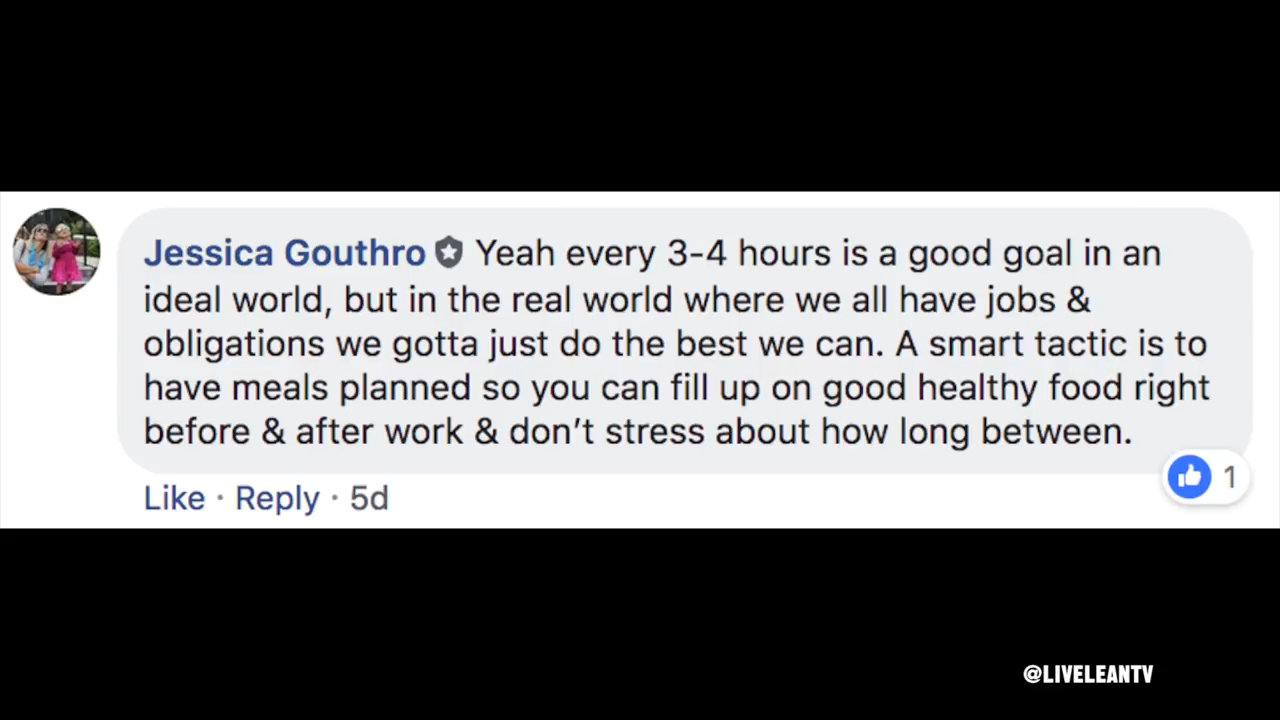 Jessica Gouthro Yeah every 3-4 hours is a good goal in an
ideal world, but in the real world where we all have jobs &
obligations we gotta just do the best we can. A smart tactic is to
have meals planned so you can fill up on good healthy food right
before & after work & don’t stress about how long between.
Like · Reply · 5d
1
@LIVELEANTV